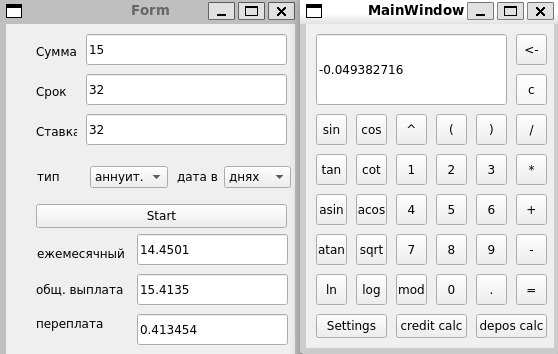 Form
Сумма 15
Срок 32
Ставка 32
тип аннуит. дата в днях
Start
ежемесячный 14.4501
общ. выплата 15.4135
переплата 0.413454
MainWindow
-0.049382716
<-
c
sin cos ^ ( ) /
tan cot 1 2 3 *
asin acos 4 5 6 +
atan sqrt 7 8 9 -
ln log mod 0 . =
Settings credit calc depos calc